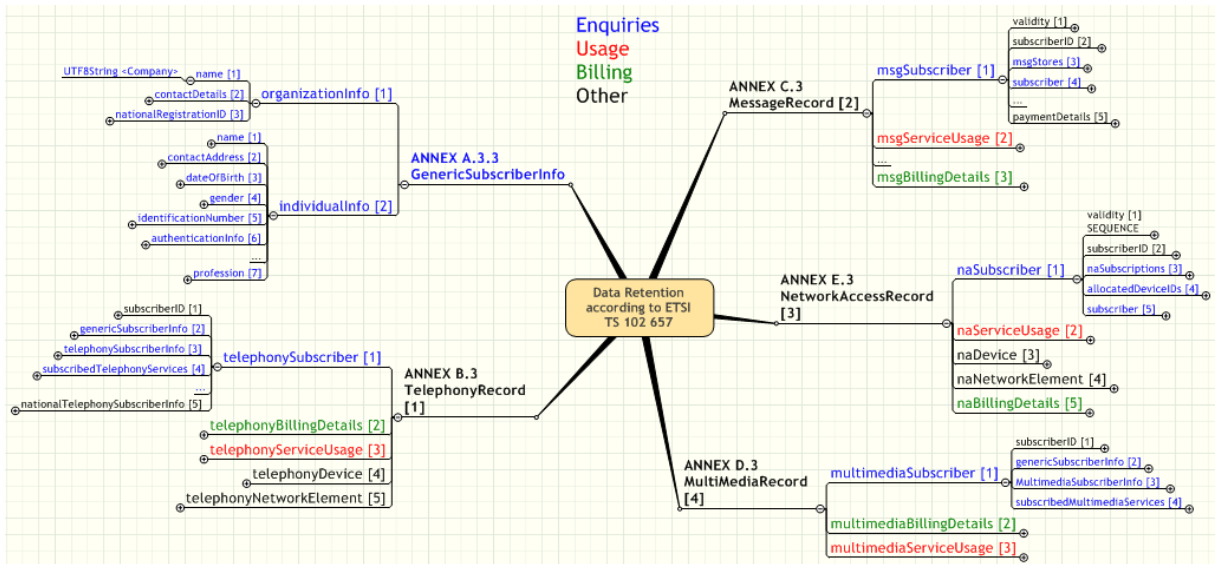 Enquiries
Usage
Billing
Other
UTF8String <Company>
name [1]
contactDetails [2]
nationalRegistrationID [3]
organizationInfo [1]
name [1]
contactAddress [2]
dateOfBirth [3]
gender [4]
identificationNumber [5]
authenticationInfo [6]
...
profession [7]
individualInfo [2]
ANNEX A.3.3
GenericSubscriberInfo
subscriberID [1]
genericSubscriberInfo [2]
telephonySubscriberInfo [3]
subscribedTelephonyServices [4]
...
nationalTelephonySubscriberInfo [5]
telephonySubscriber [1]
telephonyBillingDetails [2]
telephonyServiceUsage [3]
telephonyDevice [4]
telephonyNetworkElement [5]
ANNEX B.3
TelephonyRecord
[1]
Data Retention
according to ETSI
TS 102 657
ANNEX C.3
MessageRecord [2]
msgSubscriber [1]
validity [1]
subscriberID [2]
msgStores [3]
subscriber [4]
...
paymentDetails [5]
msgServiceUsage [2]
...
msgBillingDetails [3]
ANNEX E.3
NetworkAccessRecord
[3]
naSubscriber [1]
validity [1]
SEQUENCE
subscriberID [2]
naSubscriptions [3]
allocatedDeviceIDs [4]
subscriber [5]
naServiceUsage [2]
naDevice [3]
naNetworkElement [4]
naBillingDetails [5]
ANNEX D.3
MultiMediaRecord
[4]
multimediaSubscriber [1]
subscriberID [1]
genericSubscriberInfo [2]
MultimediaSubscriberInfo [3]
subscribedMultimediaServices [4]
multimediaBillingDetails [2]
multimediaServiceUsage [3]